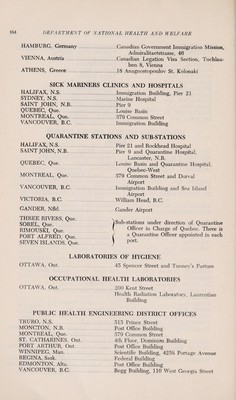 164 DEPARTMENT OF NATIONAL HEALTH AND WELFARE
HAMBURG, Germany Canadian Government Immigration Mission,
Admiralitaetstrasse, 46
VIENNA, Austria Canadian Legation Visa Section, Tuchlau-
ben 8, Vienna
ATHENS, Greece 18 Anagnostopoulov St. Kolonaki
SICK MARINERS CLINICS AND HOSPITALS
HALIFAX, N.S. Immigration Building, Pier 21
SYDNEY, N.S. Marine Hospital
SAINT JOHN, N.B. Pier 9
QUEBEC, Que. Louise Basin
MONTREAL, Que. 379 Common Street
VANCOUVER, B.C. Immigration Building
QUARANTINE STATIONS AND SUB-STATIONS
HALIFAX, N.S. Pier 21 and Rockhead Hospital
SAINT JOHN, N.B. Pier 9 and Quarantine Hospital,
Lancaster, N.B.
QUEBEC, Que. Louise Basin and Quarantine Hospital,
Quebec-West
MONTREAL, Que. 379 Common Street and Dorval
Airport
VANCOUVER, B.C. Immigration Building and Sea Island
Airport
VICTORIA, B.C. William Head, B.C.
GANDER, Nfld. Gander Airport
THREE RIVERS, Que.
SOREL, Que.
RIMOUSKI, Que.
PORT ALFRED, Que.
SEVEN ISLANDS, Que.
Sub-stations under direction of Quarantine
Officer in Charge of Quebec. There is
a Quarantine Officer appointed in each
port.
LABORATORIES OF HYGIENE
OTTAWA, Ont. 45 Spencer Street and Tunney's Pasture
OCCUPATIONAL HEALTH LABORATORIES
OTTAWA, Ont. 200 Kent Street
Health Radiation Laboratory, Laurentian
Building
PUBLIC HEALTH ENGINEERING DISTRICT OFFICES
TRURO, N.S. 515 Prince Street
MONCTON, N.B. Post Office Building
MONTREAL, Que. 379 Common Street
ST. CATHARINES, Ont. 4th Floor, Dominion Building
PORT ARTHUR, Ont. Post Office Building
WINNIPEG, Man. Scientific Building, 425½ Portage Avenue
REGINA, Sask. Federal Building
EDMONTON, Alta. Post Office Building
VANCOUVER, B.C. Begg Building, 110 West Georgia Street